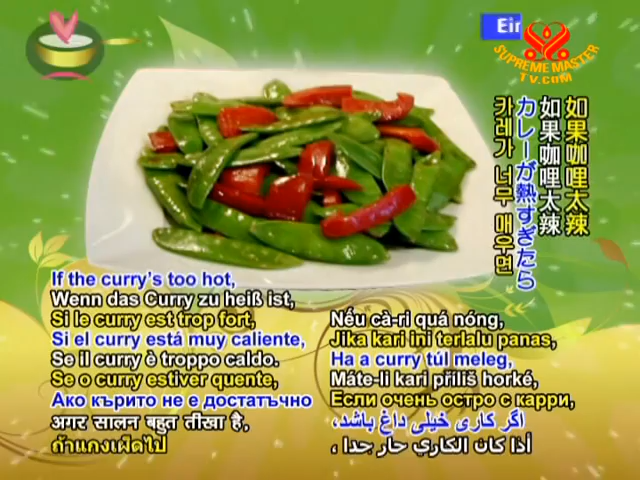 Ein
SUPREME MASTER
TV.COM
如果咖哩太辣
如果咖哩太辣
カレーが熱すぎたら
카레가 너무 매우면
If the curry's too hot,
Wenn das Curry zu heiß ist,
Si le curry est trop fort,
Si el curry está muy caliente,
Se il curry è troppo caldo.
Se o curry estiver quente,
Ако кърито не е достатъчно
अगर सालन बहुत तीखा है,
ถ้าแกงเผ็ดไป
Nếu cà-ri quá nóng,
Jika kari ini terlalu panas,
Ha a curry túl meleg,
Máte-li kari příliš horké,
Если очень остро с карри,
اگر کاری خیلی داغ باشد،
أذا كان الكاري حار جدا ،